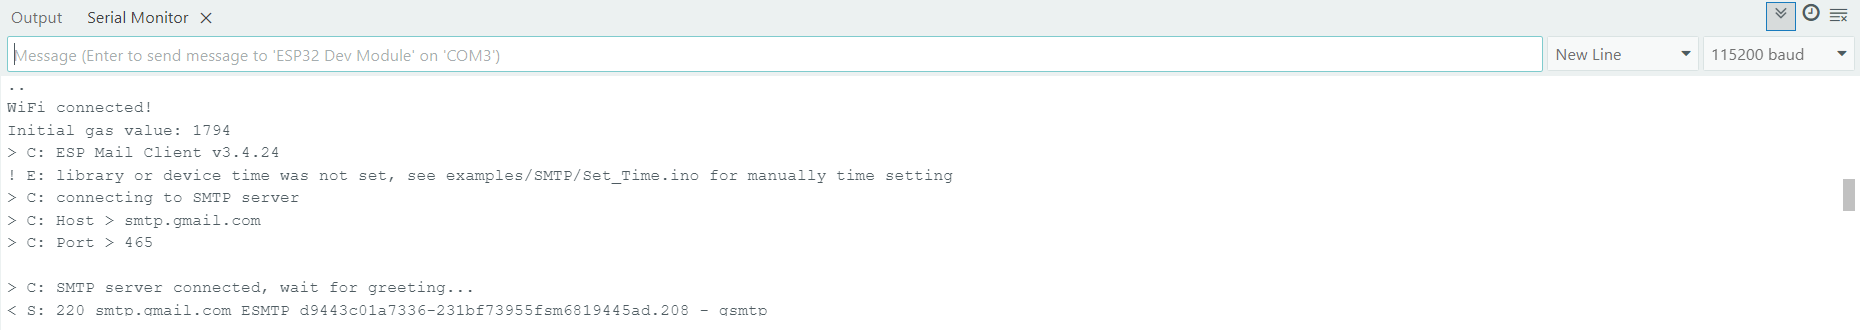 Output Serial Monitor
Message (Enter to send message to 'ESP32 Dev Module' on 'COM3') New Line 115200 baud
..
WiFi connected!
Initial gas value: 1794
> C: ESP Mail Client v3.4.24
! E: library or device time was not set, see examples/SMTP/Set_Time.ino for manually time setting
> C: connecting to SMTP server
> C: Host > smtp.gmail.com
> C: Port > 465
> C: SMTP server connected, wait for greeting...
< S: 220 smtp.gmail.com ESMTP d9443c01a7336-231bf73955fsm6819445ad.208 - gsmtp